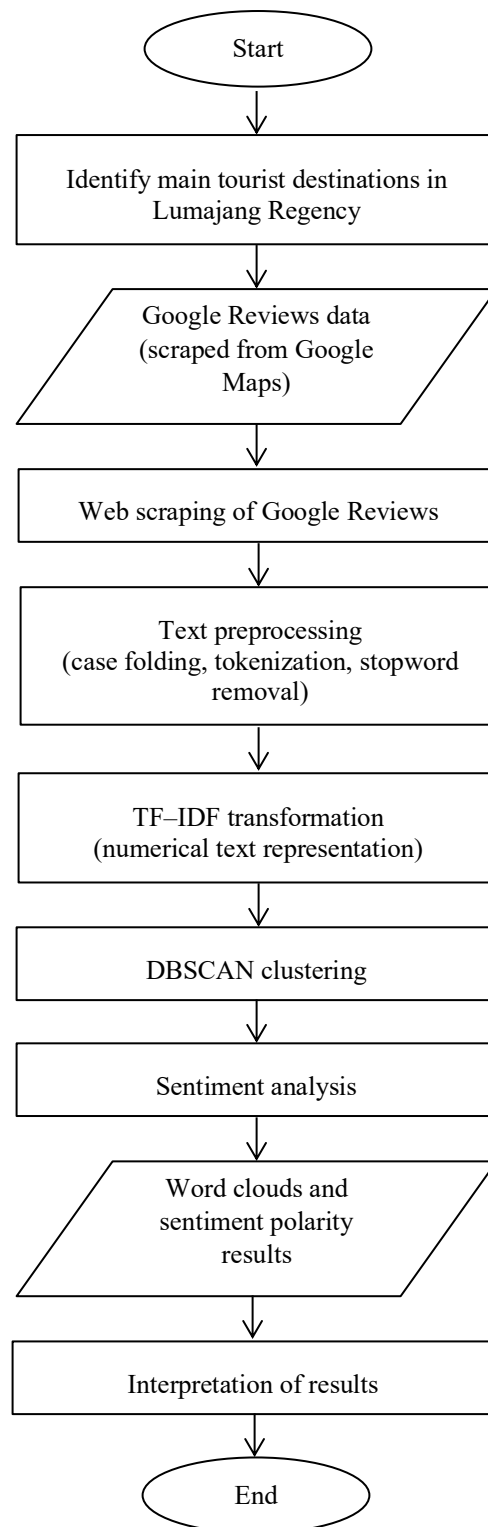 Start
Identify main tourist destinations in
Lumajang Regency
Google Reviews data
(scraped from Google
Maps)
Web scraping of Google Reviews
Text preprocessing
(case folding, tokenization, stopword
removal)
TF–IDF transformation
(numerical text representation)
DBSCAN clustering
Sentiment analysis
Word clouds and
sentiment polarity
results
Interpretation of results
End